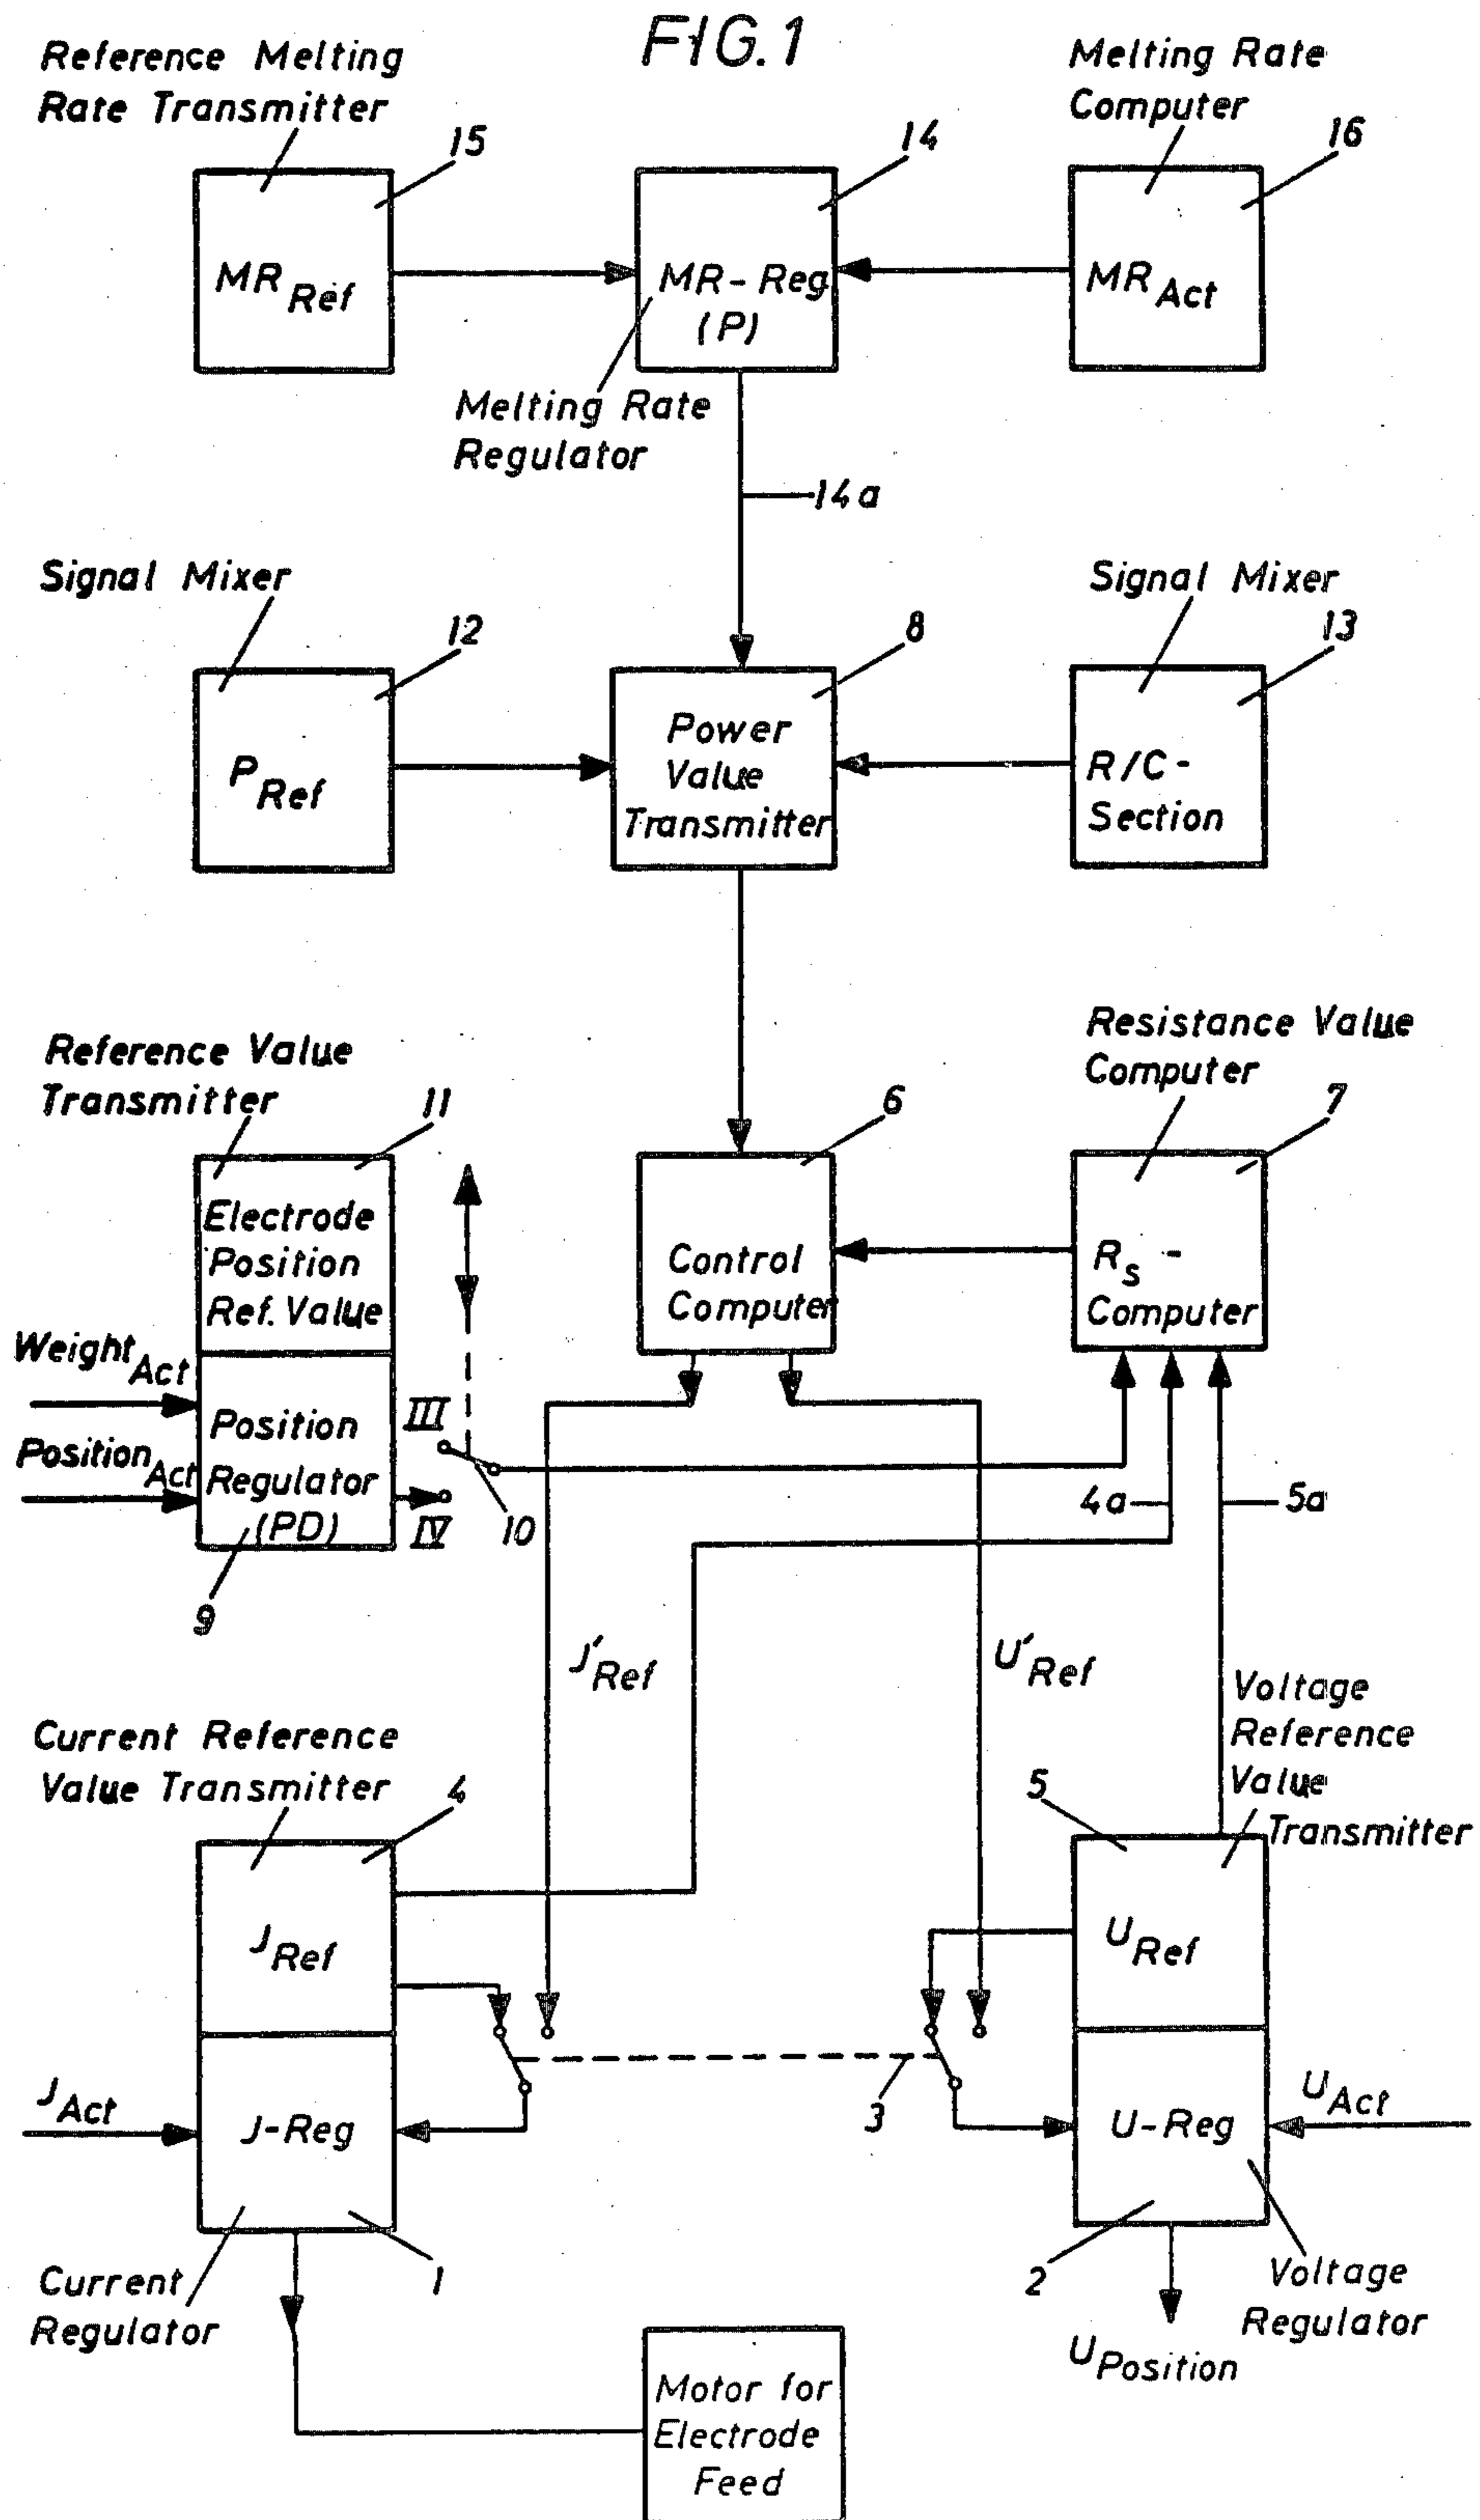 FIG.1
Reference Melting
Rate Transmitter
15
14
Melting Rate
Computer
16
MR Ref
MR-Reg
(P)
MR Act
Melting Rate
Regulator
14a
Signal Mixer
12
8
Signal Mixer
13
P Ref
Power
Value
Transmitter
R/C-
Section
Reference Value
Transmitter
11
6
Resistance Value
Computer
7
Electrode
Position
Ref. Value
Control
Computer
Rs -
Computer
Weight Act
Position Act
Position
Regulator
(PD)
III
IV
10
9
4a
5a
J'Ref
U'Ref
Current Reference
Value Transmitter
4
Voltage
Reference
Value
Transmitter
5
J Ref
U Ref
J Act
J-Reg
3
U-Reg
U Act
Current
Regulator
1
2
Voltage
Regulator
U Position
Motor for
Electrode
Feed